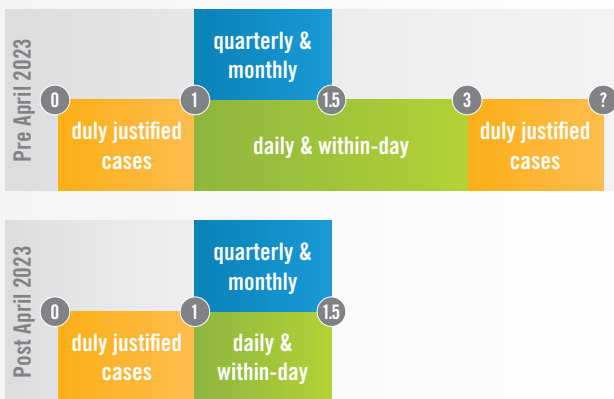 Pre April 2023
quarterly &
monthly
0
1
1.5
3
?
duly justified
cases
daily & within-day
duly justified
cases
Post April 2023
quarterly &
monthly
0
1
1.5
duly justified
cases
daily &
within-day